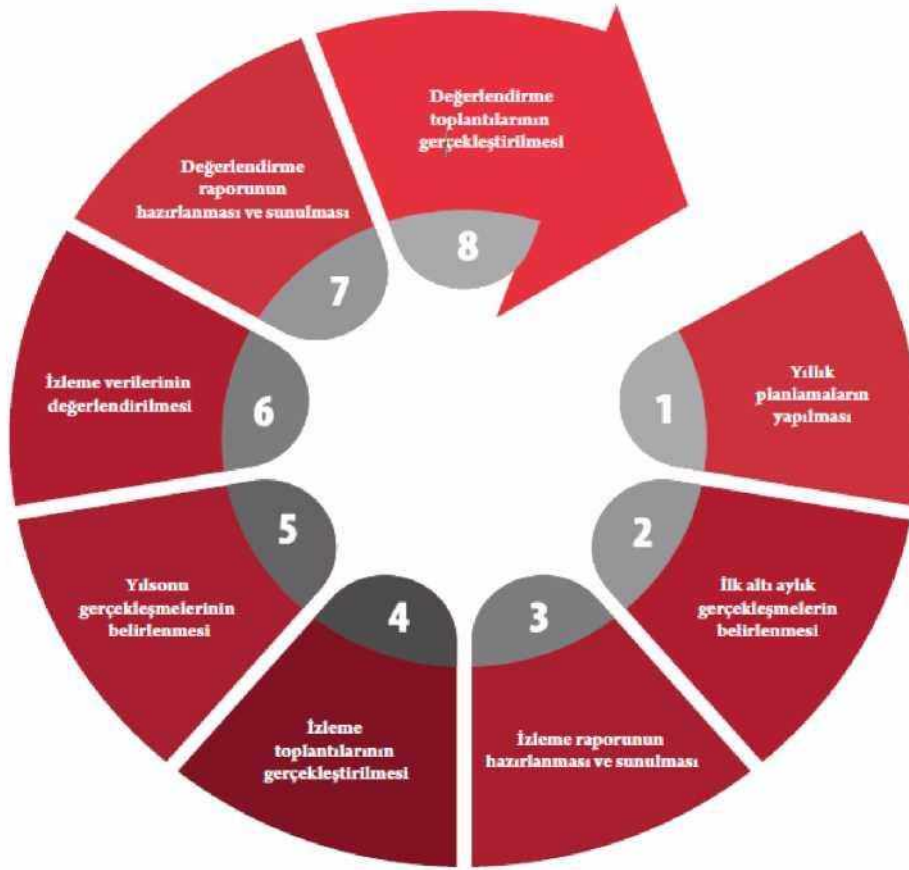 1
Yıllık
planlamaların
yapılması
2
İlk altı aylık
gerçekleşmelerin
belirlenmesi
3
İzleme raporunun
hazırlanması ve sunulması
4
İzleme
toplantılarının
gerçekleştirilmesi
5
Yılsonu
gerçekleşmelerinin
belirlenmesi
6
İzleme verilerinin
değerlendirilmesi
7
Değerlendirme
raporunun
hazırlanması ve sunulması
8
Değerlendirme
toplantılarının
gerçekleştirilmesi